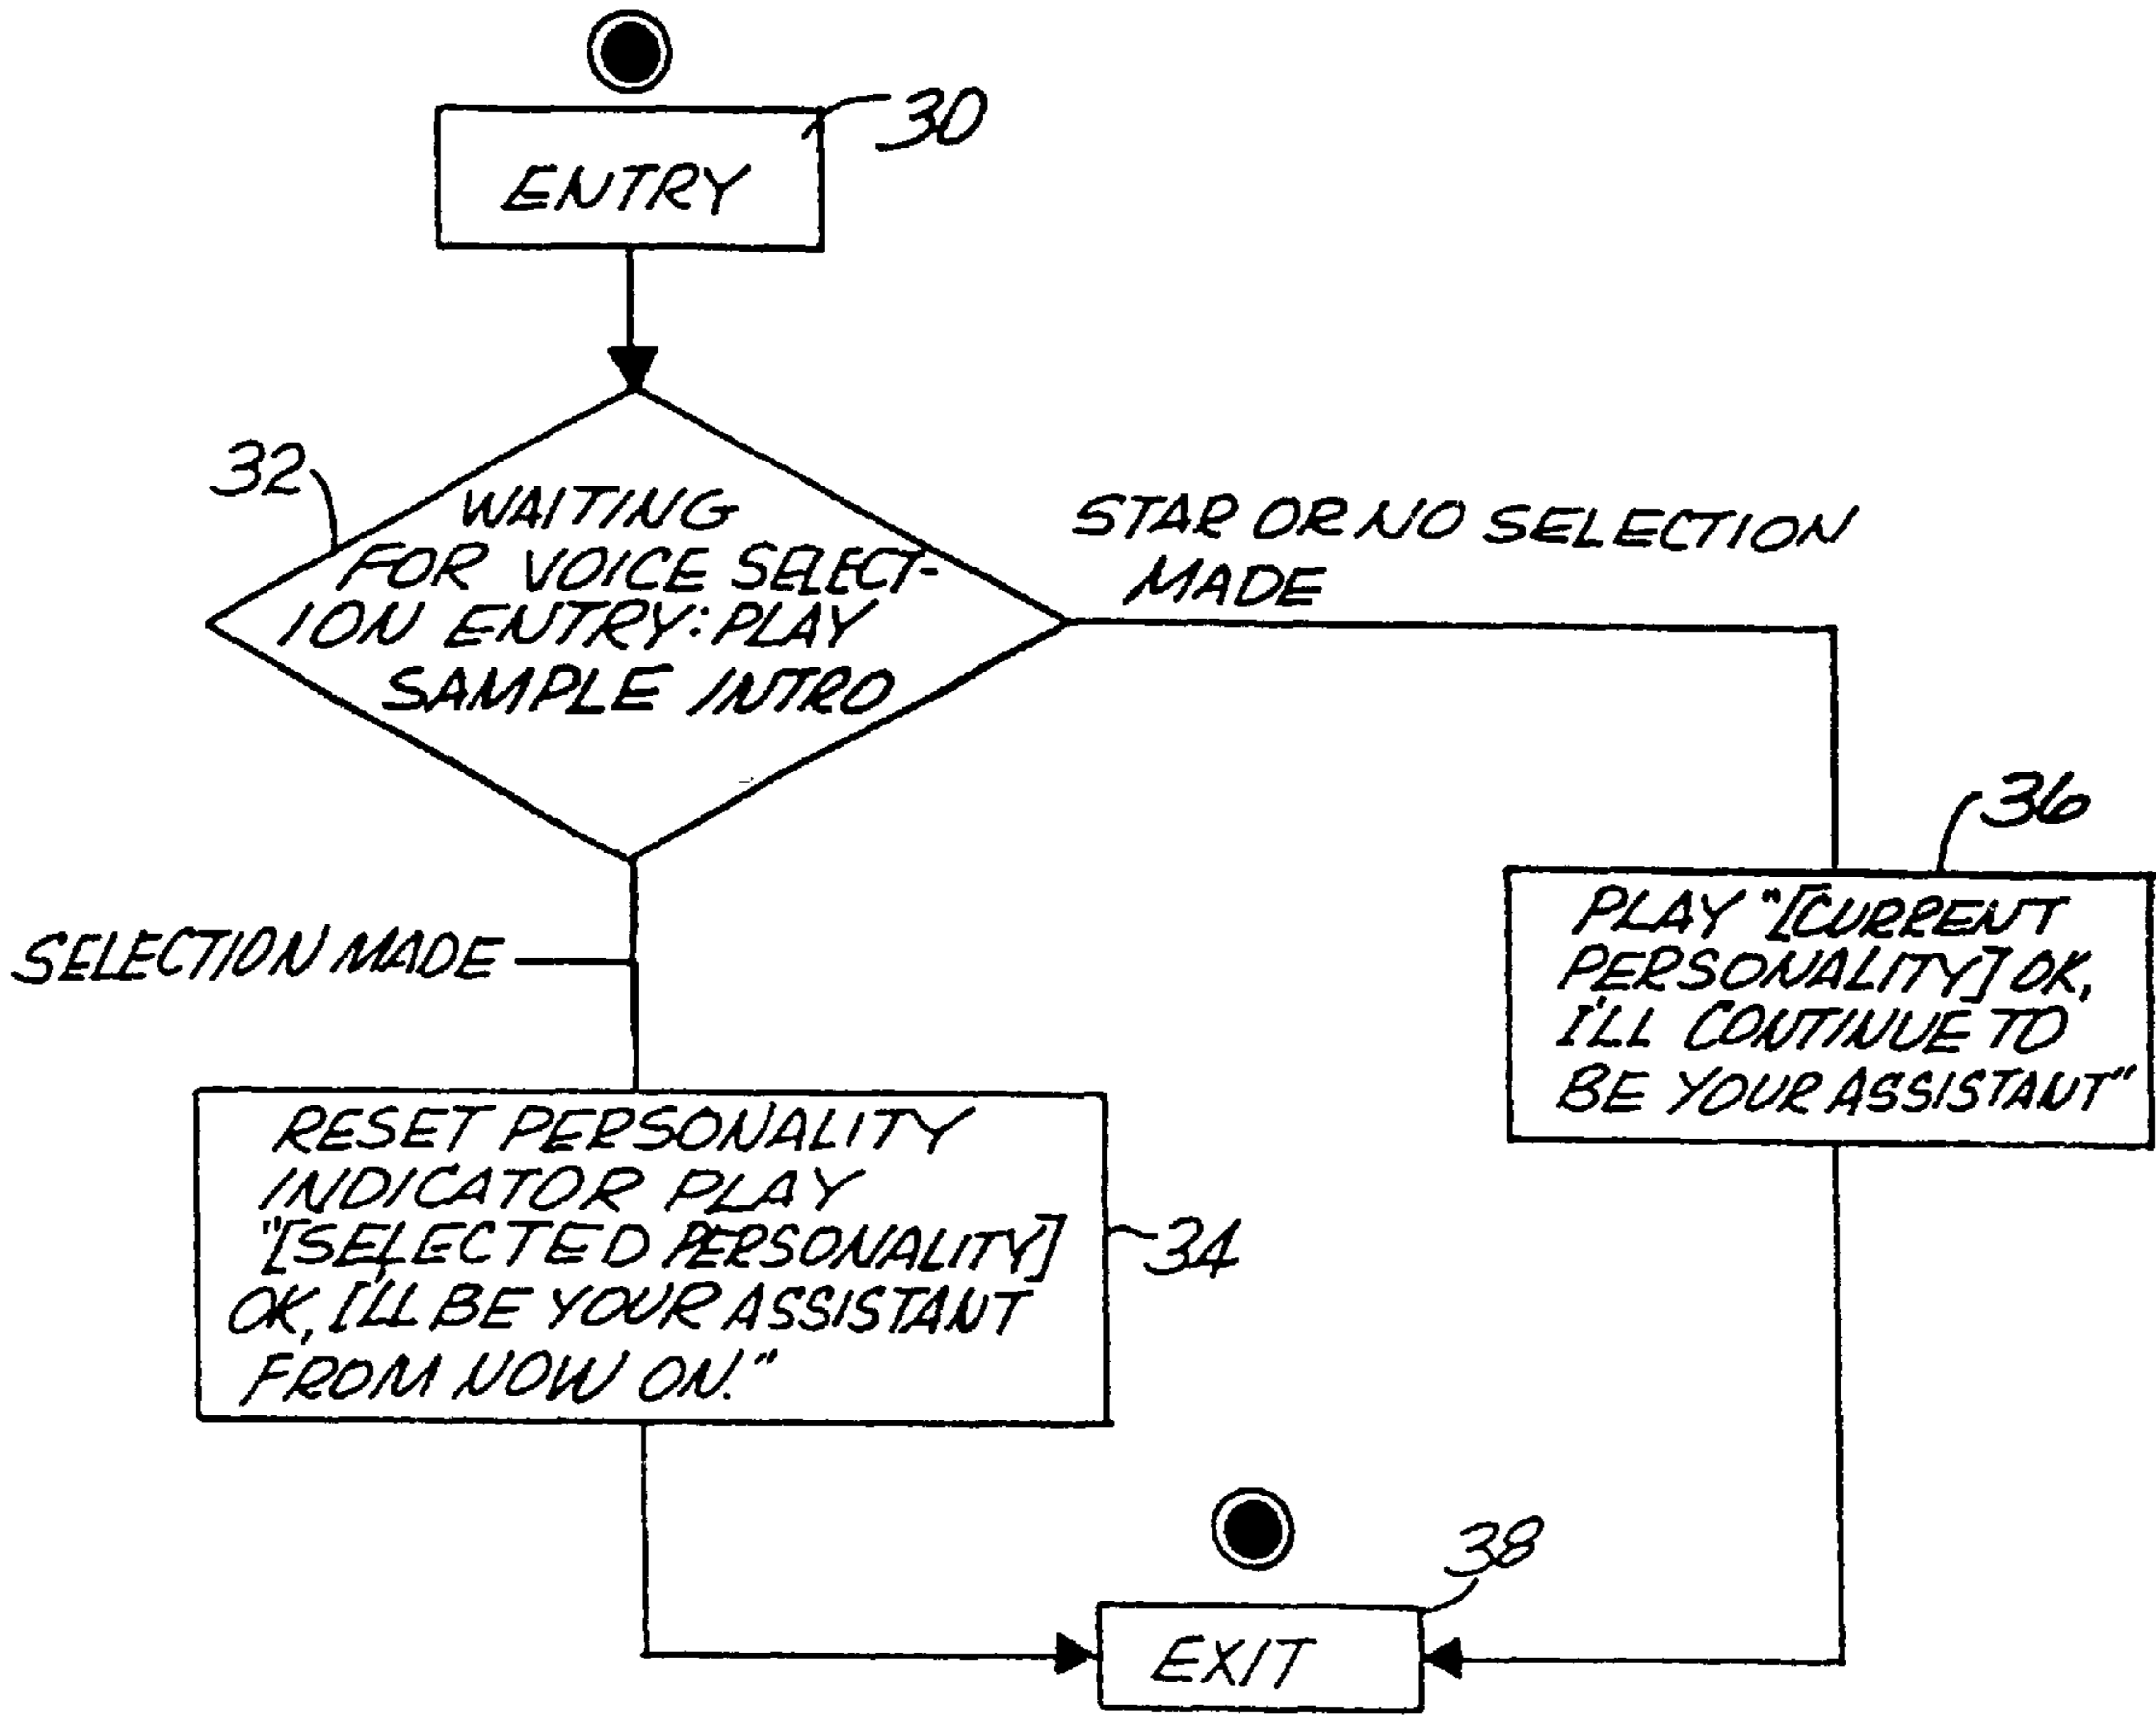 30
ENTRY
32
WAITING
FOR VOICE SELECT-
ION ENTRY: PLAY
SAMPLE INTRO
STAR OR NO SELECTION
MADE
36
PLAY "[CURRENT
PERSONALITY] OK,
I'LL CONTINUE TO
BE YOUR ASSISTANT"
SELECTION MADE
RESET PERSONALITY
INDICATOR PLAY
"[SELECTED PERSONALITY]
OK, I'LL BE YOUR ASSISTANT
FROM NOW ON."
34
38
EXIT